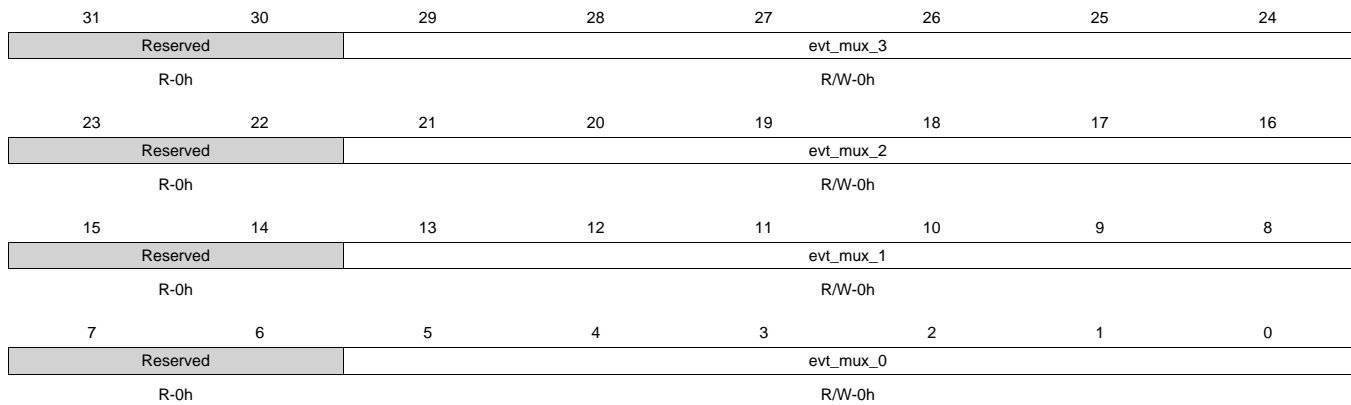 31 30 29 28 27 26 25 24
Reserved evt_mux_3
R-0h R/W-0h
23 22 21 20 19 18 17 16
Reserved evt_mux_2
R-0h R/W-0h
15 14 13 12 11 10 9 8
Reserved evt_mux_1
R-0h R/W-0h
7 6 5 4 3 2 1 0
Reserved evt_mux_0
R-0h R/W-0h